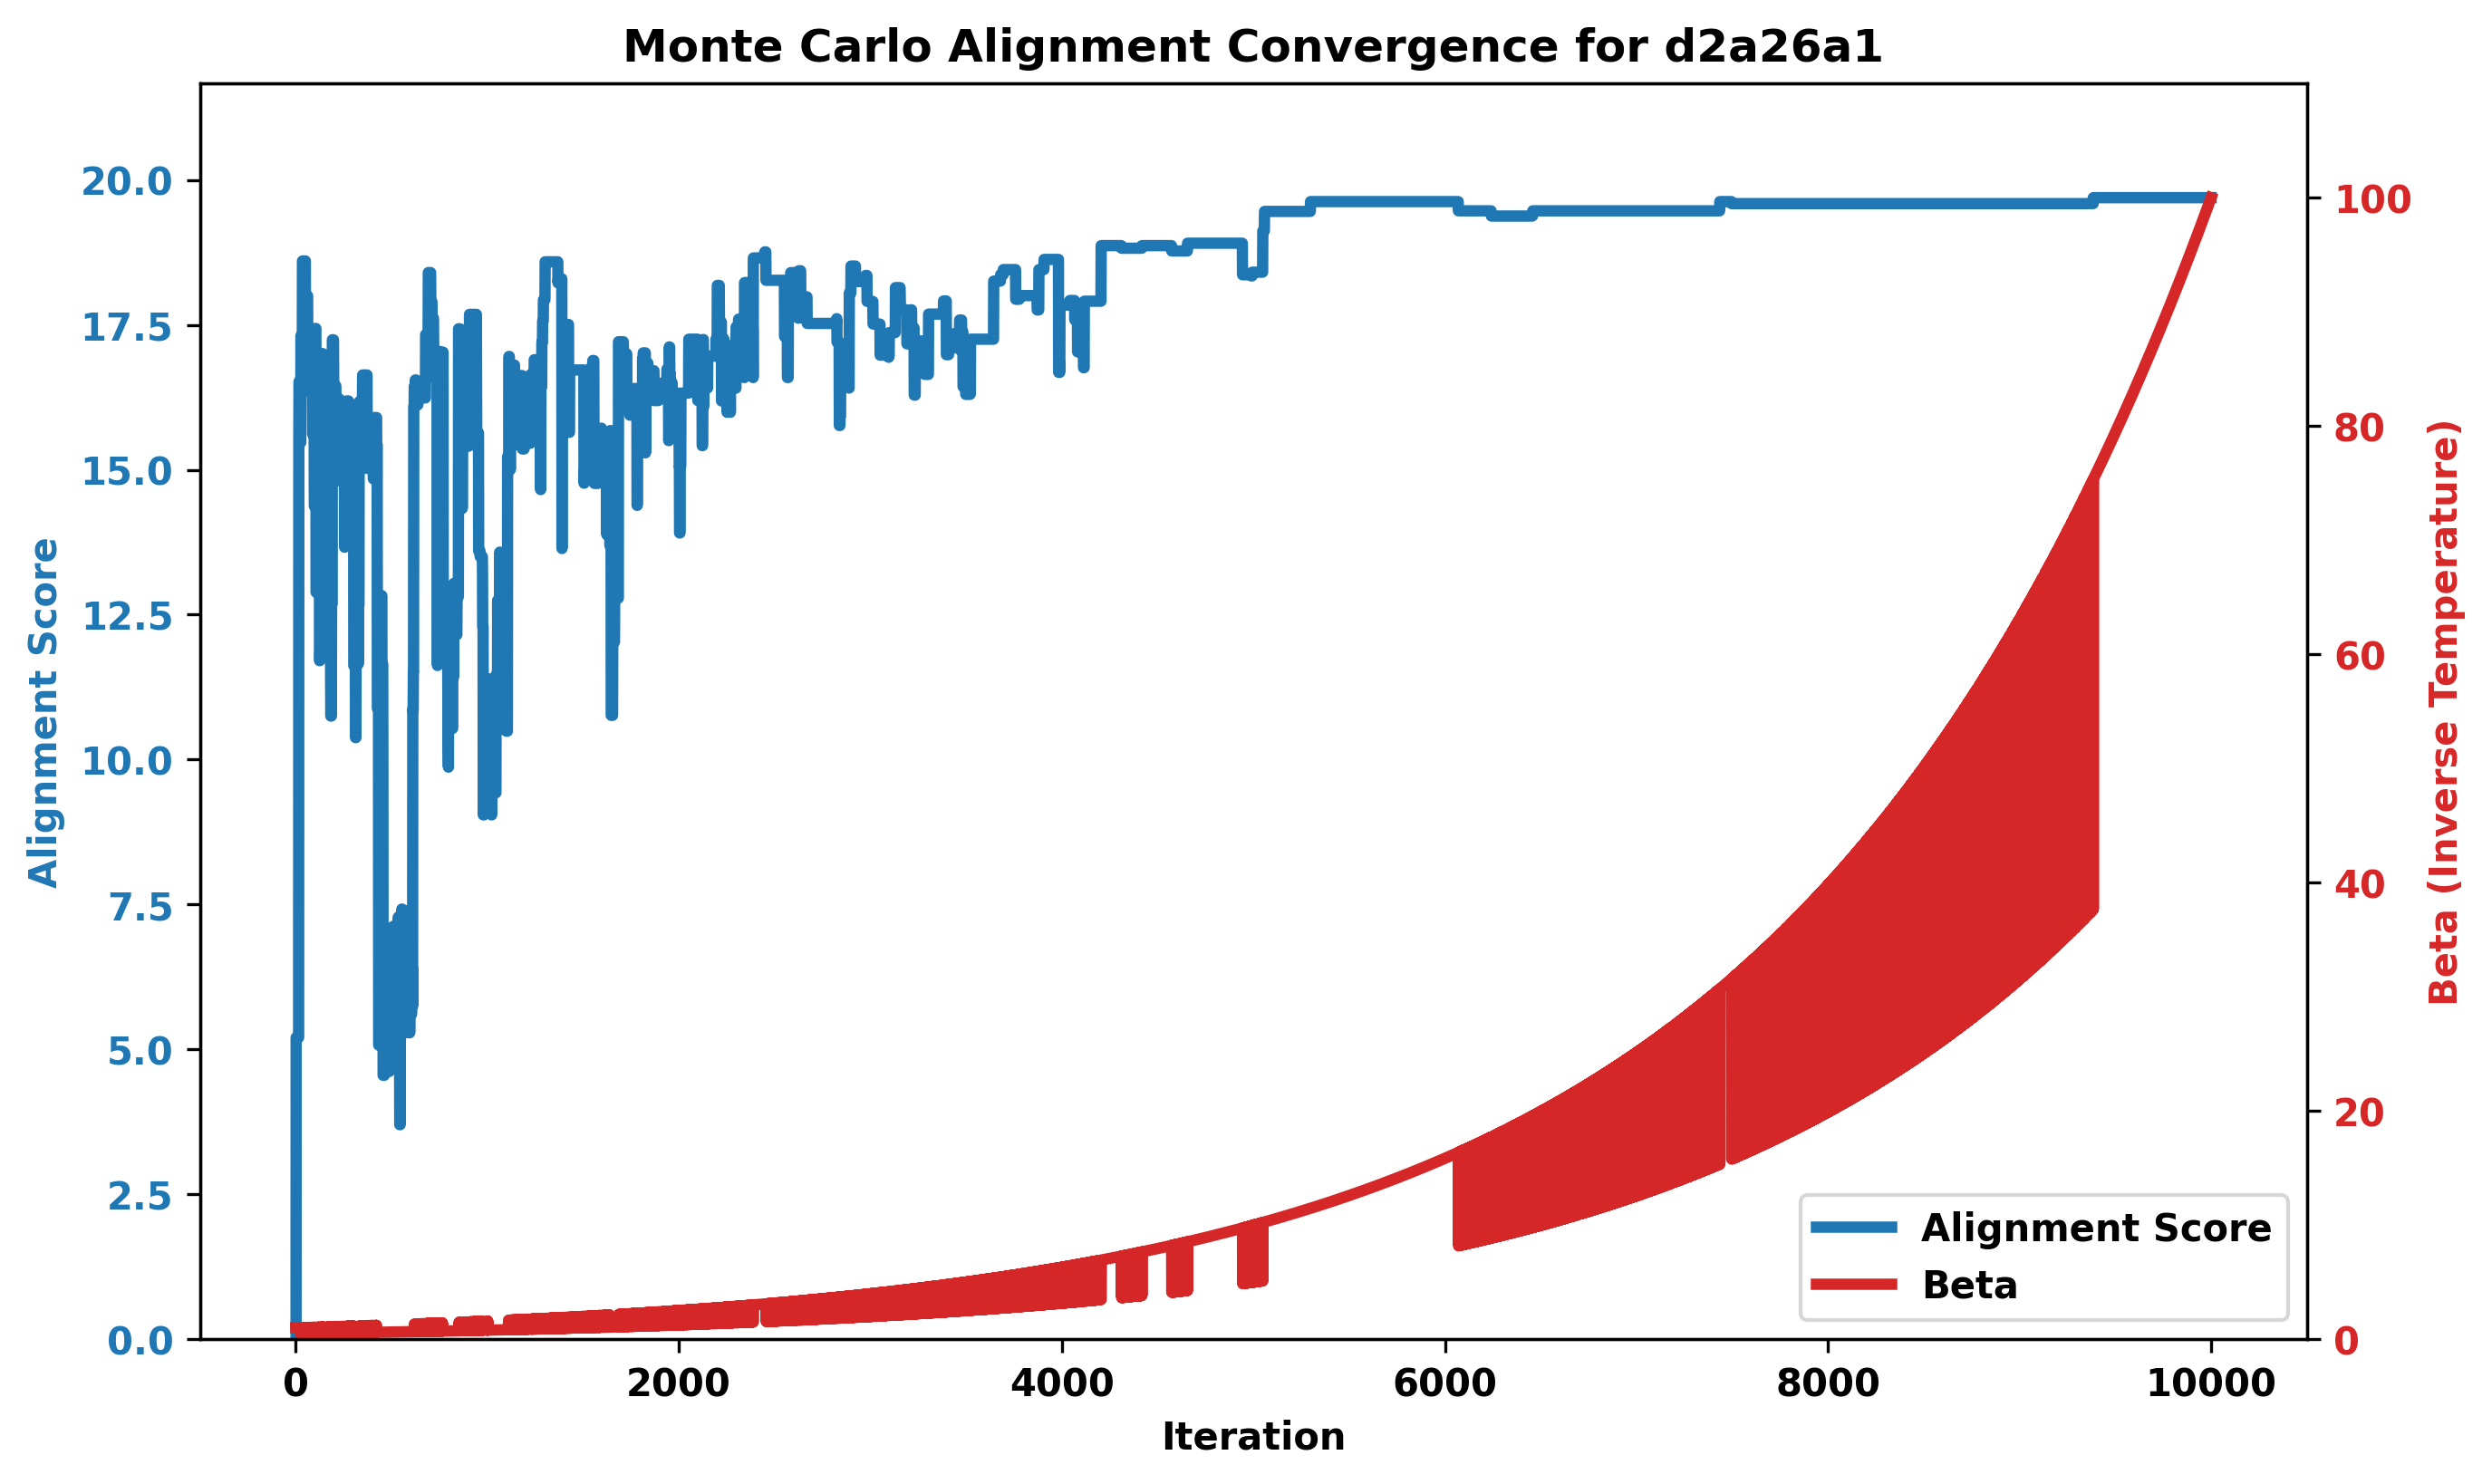 Monte Carlo Alignment Convergence for d2a26a1
Alignment Score
20.0
17.5
15.0
12.5
10.0
7.5
5.0
2.5
0.0
100
80
60
40
20
0
Beta (Inverse Temperature)
Alignment Score
Beta
0 2000 4000 6000 8000 10000
Iteration